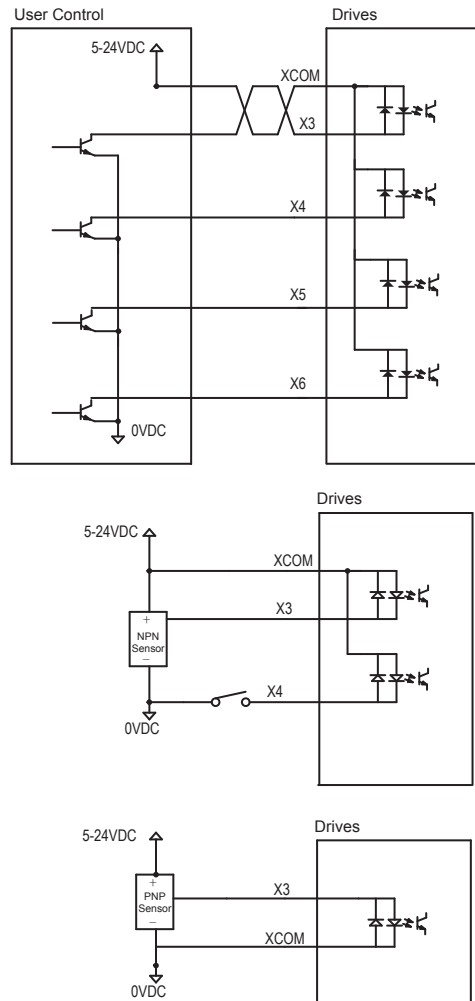 User Control
Drives
5-24VDC
XCOM
X3
X4
X5
X6
0VDC
Drives
5-24VDC
XCOM
X3
+
NPN
Sensor
−
X4
0VDC
Drives
5-24VDC
+
PNP
Sensor
−
X3
XCOM
0VDC